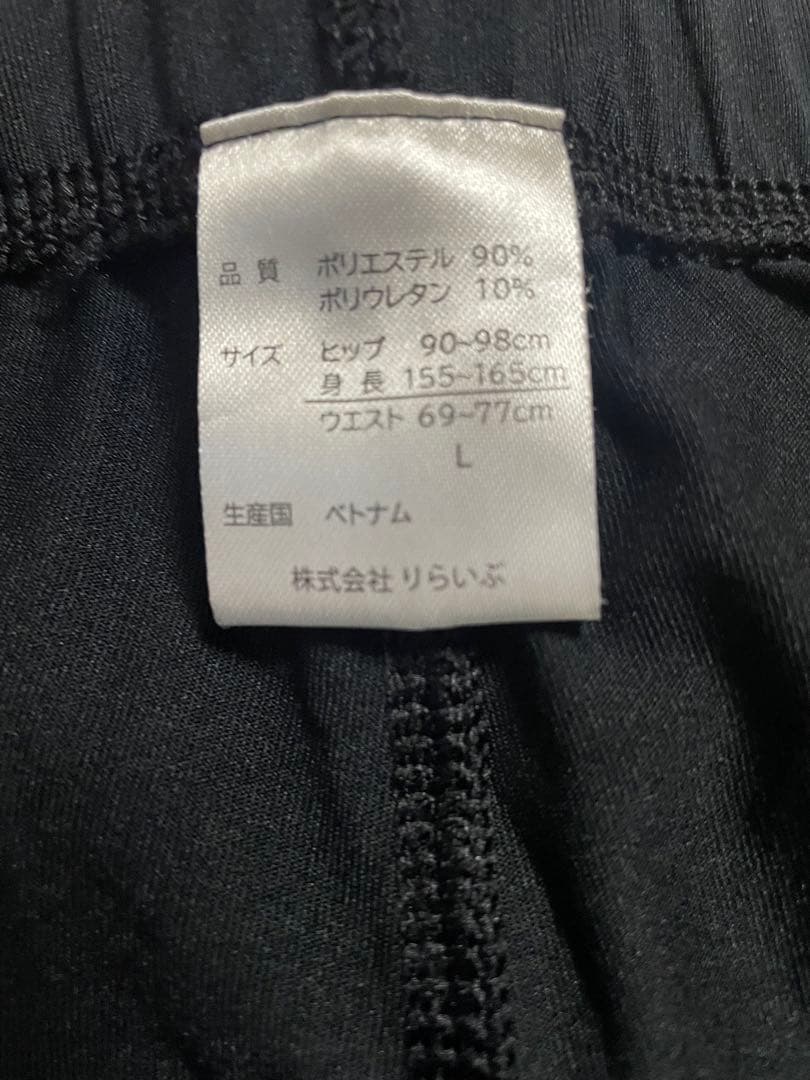 品質 ポリエステル 90%
ポリウレタン 10%
サイズ ヒップ 90~98cm
身長 155~165cm
ウエスト 69~77cm
L
生産国 ベトナム
株式会社 りらいぶ